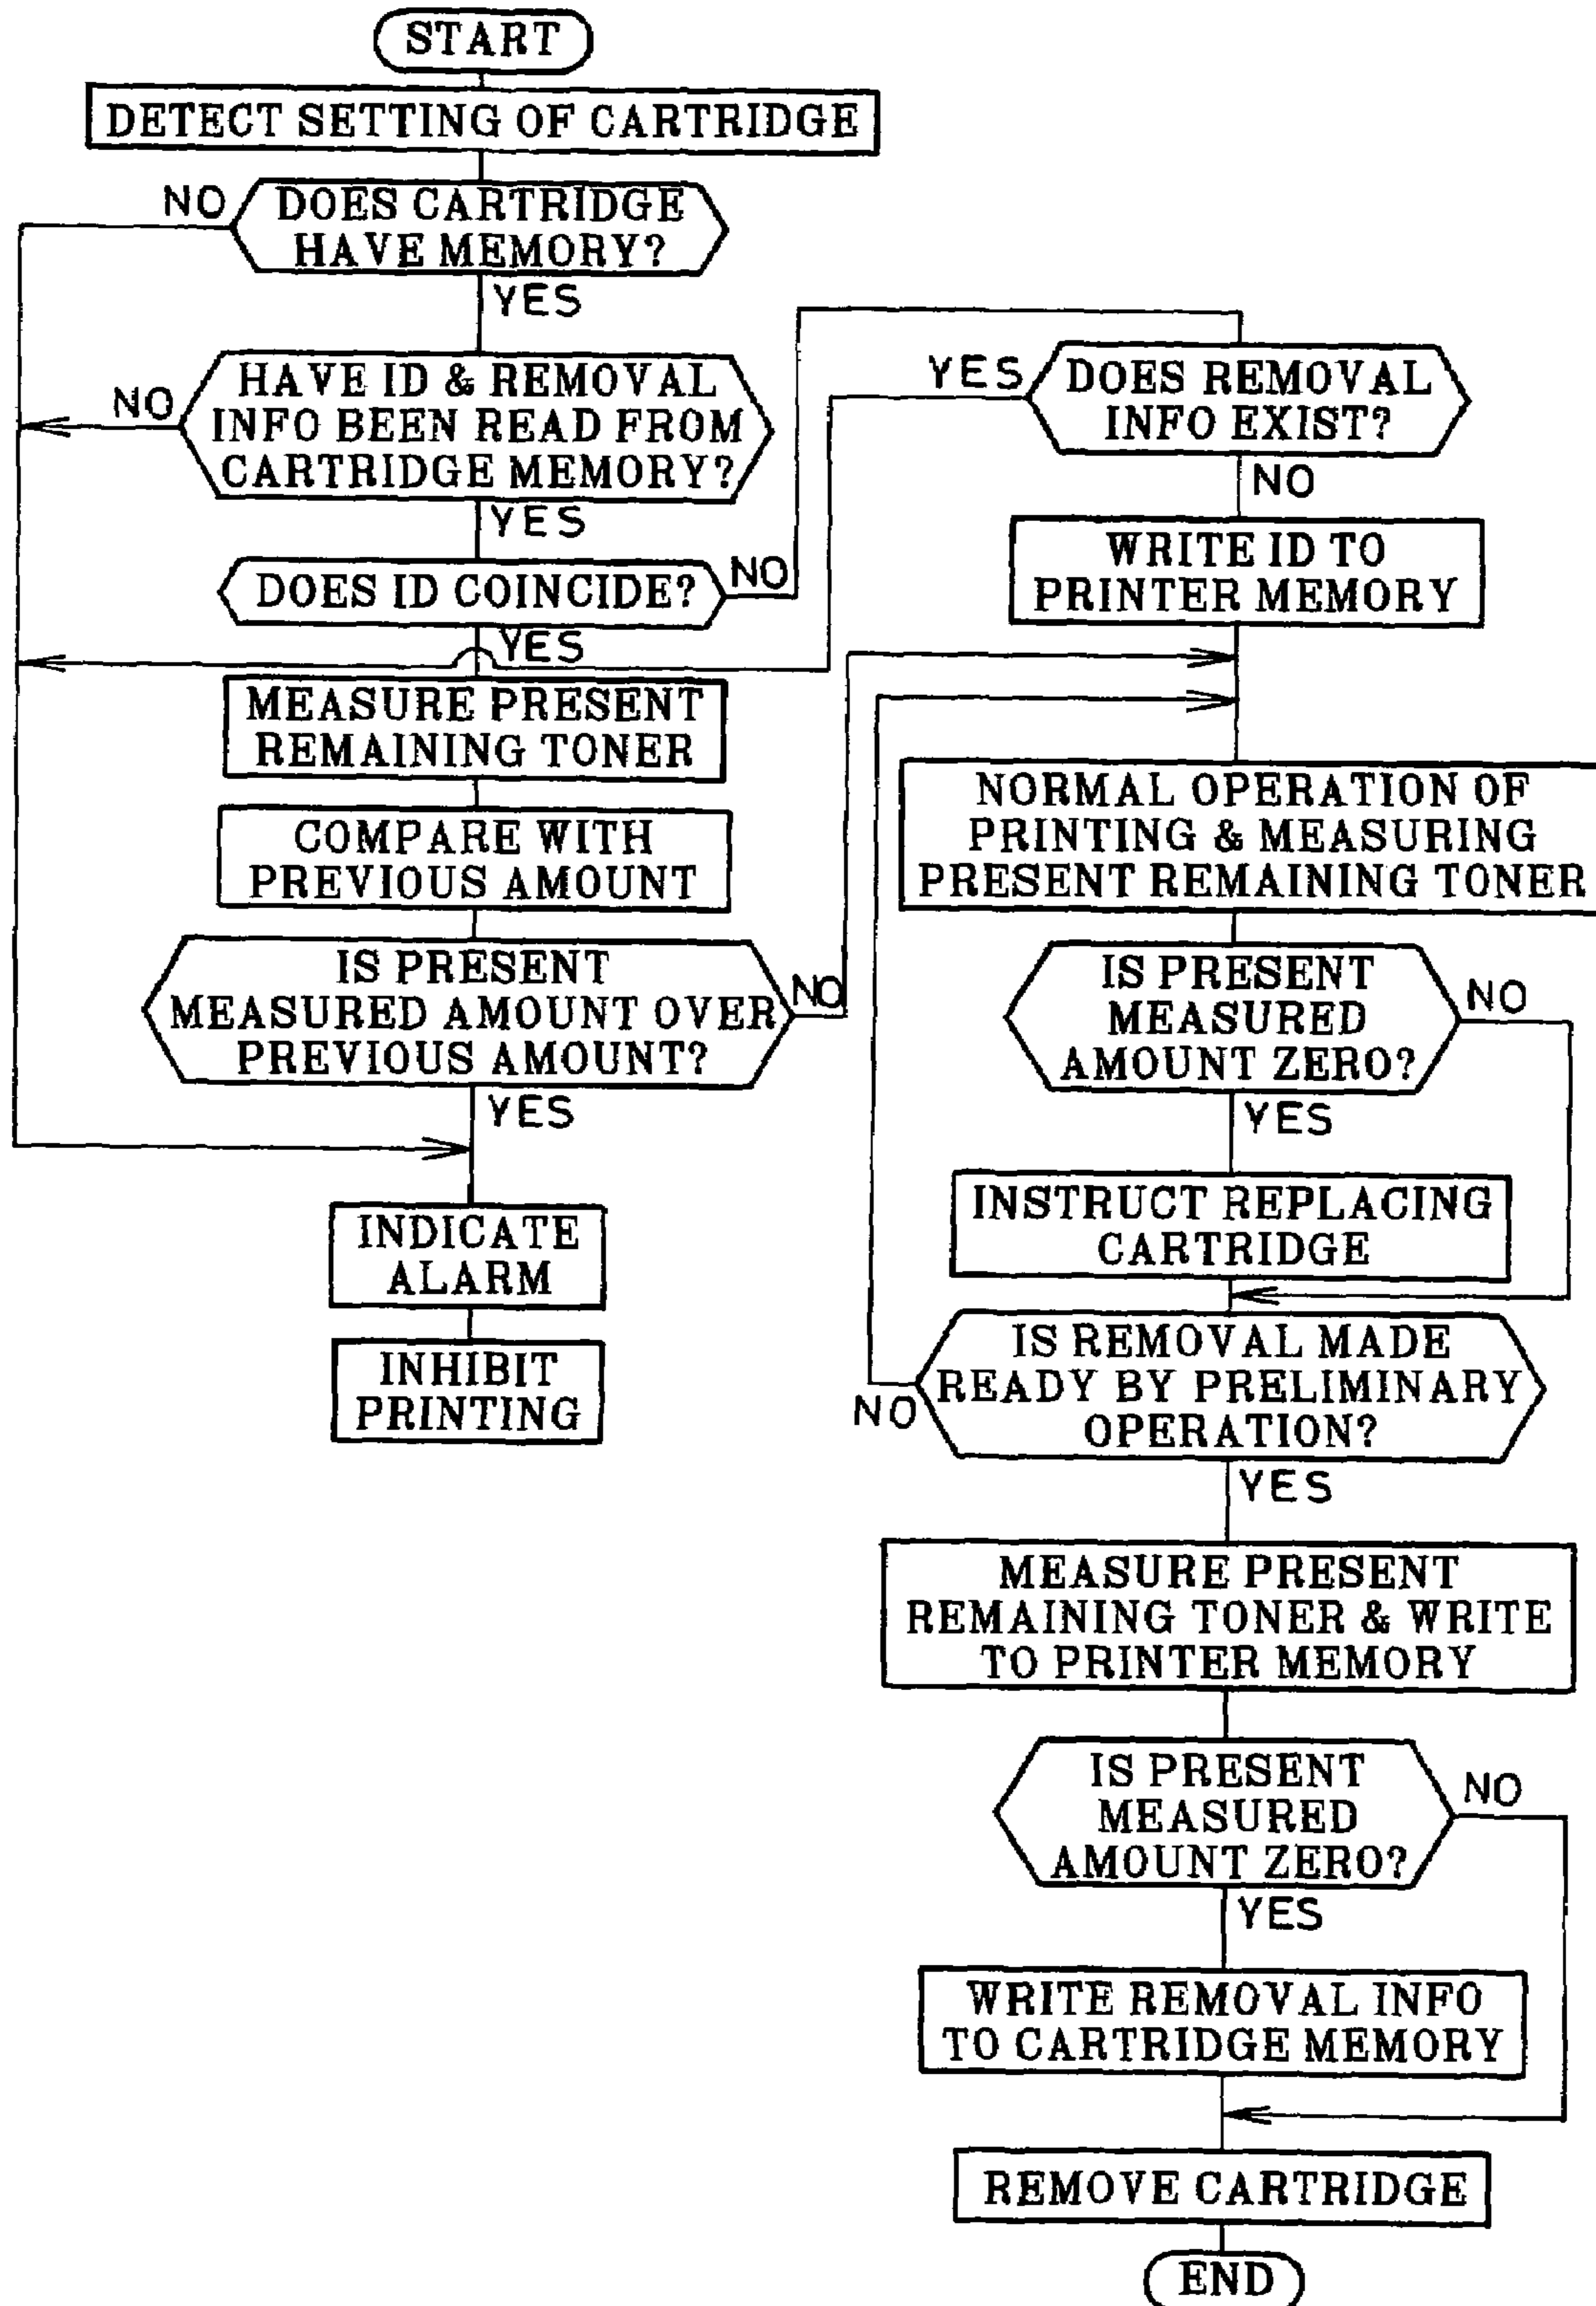 START
DETECT SETTING OF CARTRIDGE
NO
DOES CARTRIDGE
HAVE MEMORY?
YES
NO
HAVE ID & REMOVAL
INFO BEEN READ FROM
CARTRIDGE MEMORY?
YES
DOES ID COINCIDE?
NO
YES
MEASURE PRESENT
REMAINING TONER
COMPARE WITH
PREVIOUS AMOUNT
IS PRESENT
MEASURED AMOUNT OVER
PREVIOUS AMOUNT?
NO
YES
INDICATE
ALARM
INHIBIT
PRINTING
YES
DOES REMOVAL
INFO EXIST?
NO
WRITE ID TO
PRINTER MEMORY
NORMAL OPERATION OF
PRINTING & MEASURING
PRESENT REMAINING TONER
IS PRESENT
MEASURED
AMOUNT ZERO?
NO
YES
INSTRUCT REPLACING
CARTRIDGE
IS REMOVAL MADE
READY BY PRELIMINARY
OPERATION?
NO
YES
MEASURE PRESENT
REMAINING TONER & WRITE
TO PRINTER MEMORY
IS PRESENT
MEASURED
AMOUNT ZERO?
NO
YES
WRITE REMOVAL INFO
TO CARTRIDGE MEMORY
REMOVE CARTRIDGE
END